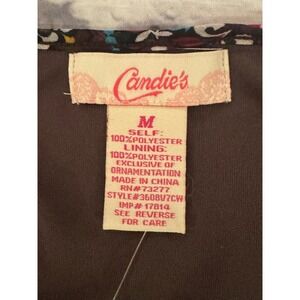 Candie's
M
SELF:
100%POLYESTER
LINING:
100%POLYESTER
EXCLUSIVE OF
ORNAMENTATION
MADE IN CHINA
RN#73277
STYLE#3608V7CW
IMP#17814
SEE REVERSE
FOR CARE